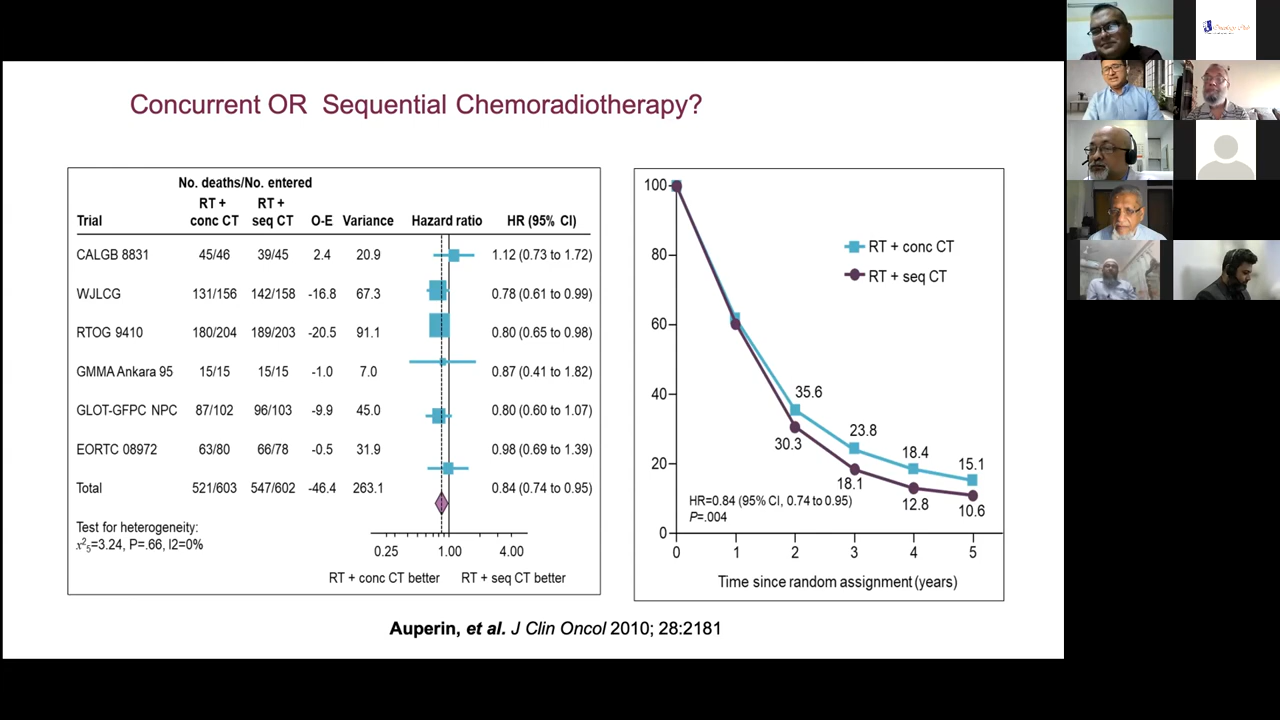 Concurrent OR Sequential Chemoradiotherapy?
No. deaths/No. entered
RT + RT +
Trial conc CT seq CT O-E Variance Hazard ratio HR (95% CI)
CALGB 8831 45/46 39/45 2.4 20.9 1.12 (0.73 to 1.72)
WJLCG 131/156 142/158 -16.8 67.3 0.78 (0.61 to 0.99)
RTOG 9410 180/204 189/203 -20.5 91.1 0.80 (0.65 to 0.98)
GMMA Ankara 95 15/15 15/15 -1.0 7.0 0.87 (0.41 to 1.82)
GLOT-GFPC NPC 87/102 96/103 -9.9 45.0 0.80 (0.60 to 1.07)
EORTC 08972 63/80 66/78 -0.5 31.9 0.98 (0.69 to 1.39)
Total 521/603 547/602 -46.4 263.1 0.84 (0.74 to 0.95)
Test for heterogeneity:
x²₅=3.24, P=.66, I2=0%
0.25 1.00 4.00
RT + conc CT better RT + seq CT better
100
80
60
40
20
0
RT + conc CT
RT + seq CT
35.6
23.8
18.4
15.1
30.3
18.1
12.8
10.6
HR=0.84 (95% CI, 0.74 to 0.95)
P=.004
0 1 2 3 4 5
Time since random assignment (years)
Auperin, et al. J Clin Oncol 2010; 28:2181